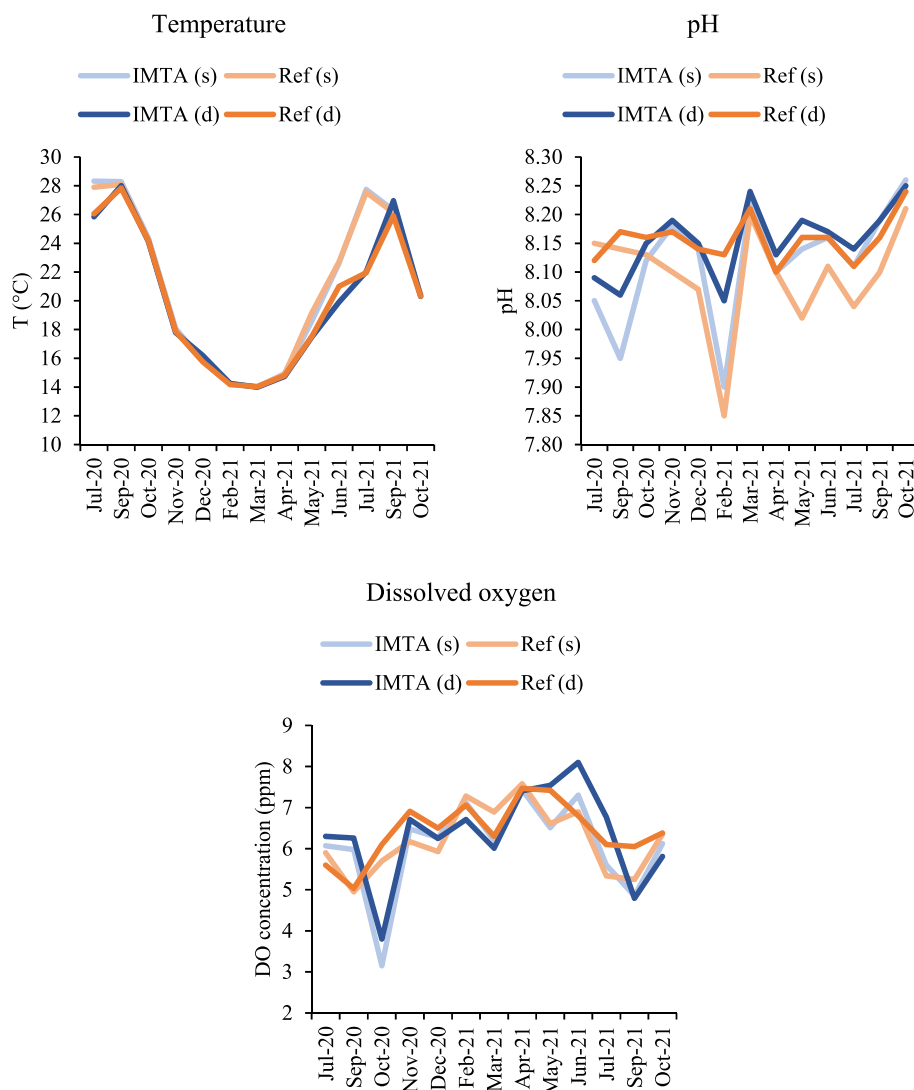 Temperature
IMTA (s) Ref (s)
IMTA (d) Ref (d)
T (°C)
30
28
26
24
22
20
18
16
14
12
10
Jul-20 Sep-20 Oct-20 Nov-20 Dec-20 Feb-21 Mar-21 Apr-21 May-21 Jun-21 Jul-21 Sep-21 Oct-21
pH
IMTA (s) Ref (s)
IMTA (d) Ref (d)
pH
8.30
8.25
8.20
8.15
8.10
8.05
8.00
7.95
7.90
7.85
7.80
Jul-20 Sep-20 Oct-20 Nov-20 Dec-20 Feb-21 Mar-21 Apr-21 May-21 Jun-21 Jul-21 Sep-21 Oct-21
Dissolved oxygen
IMTA (s) Ref (s)
IMTA (d) Ref (d)
DO concentration (ppm)
9
8
7
6
5
4
3
2
Jul-20 Sep-20 Oct-20 Nov-20 Dec-20 Feb-21 Mar-21 Apr-21 May-21 Jun-21 Jul-21 Sep-21 Oct-21